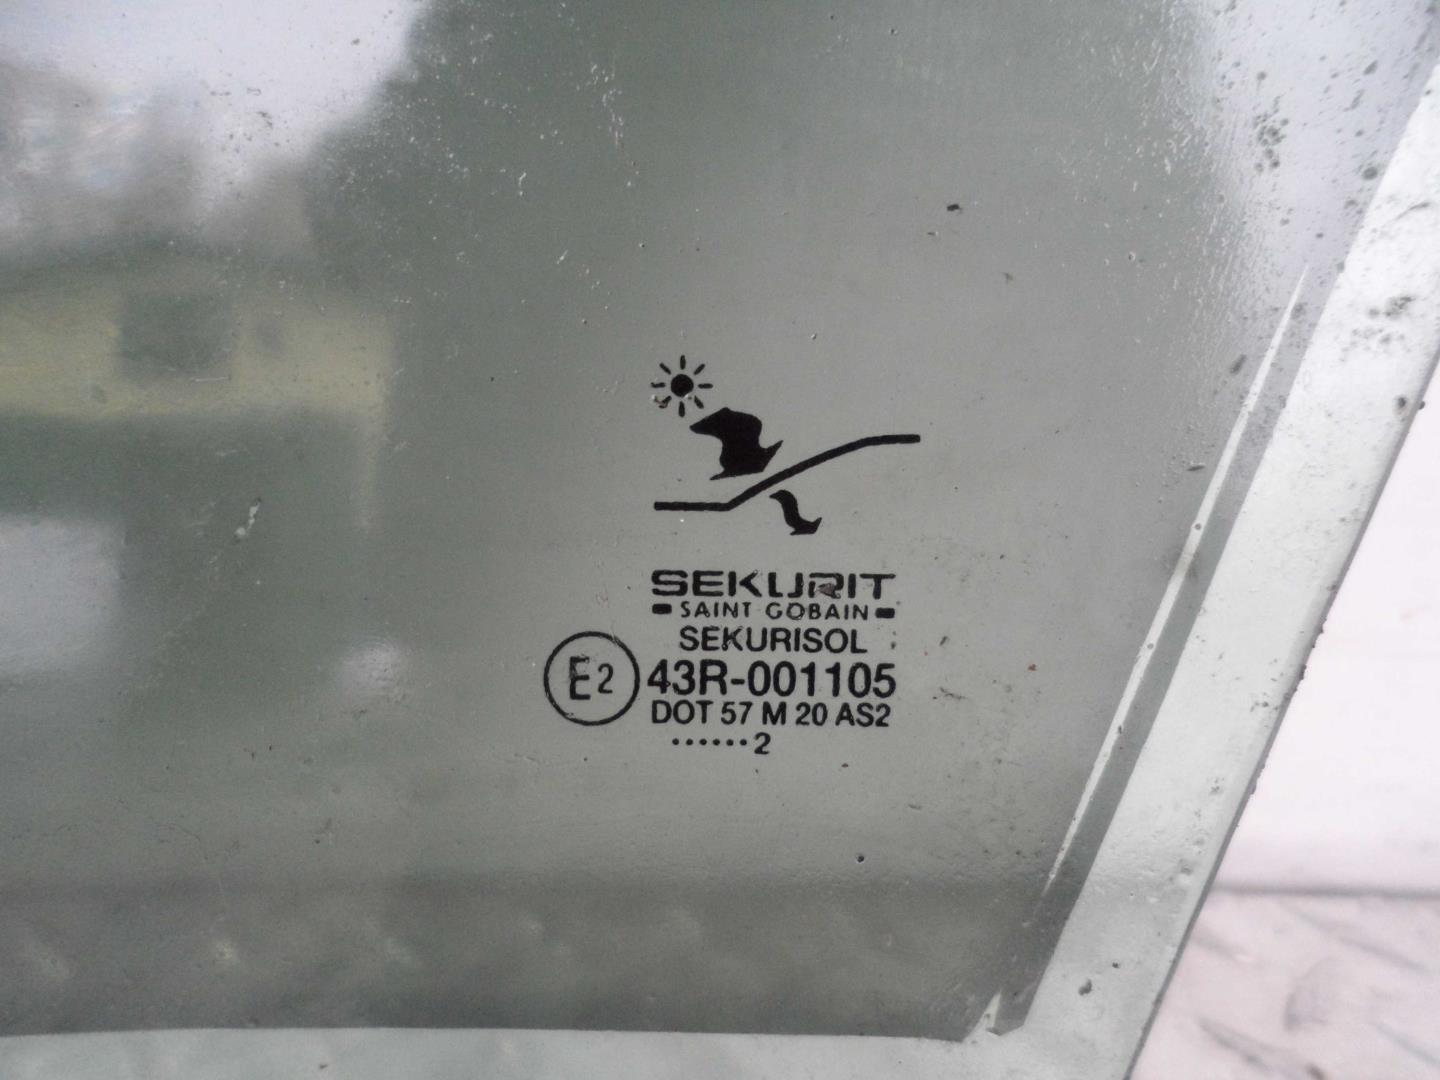 SEKURIT
SAINT-GOBAIN
SEKURISOL
E2 43R-001105
DOT 57 M 20 AS2
......2